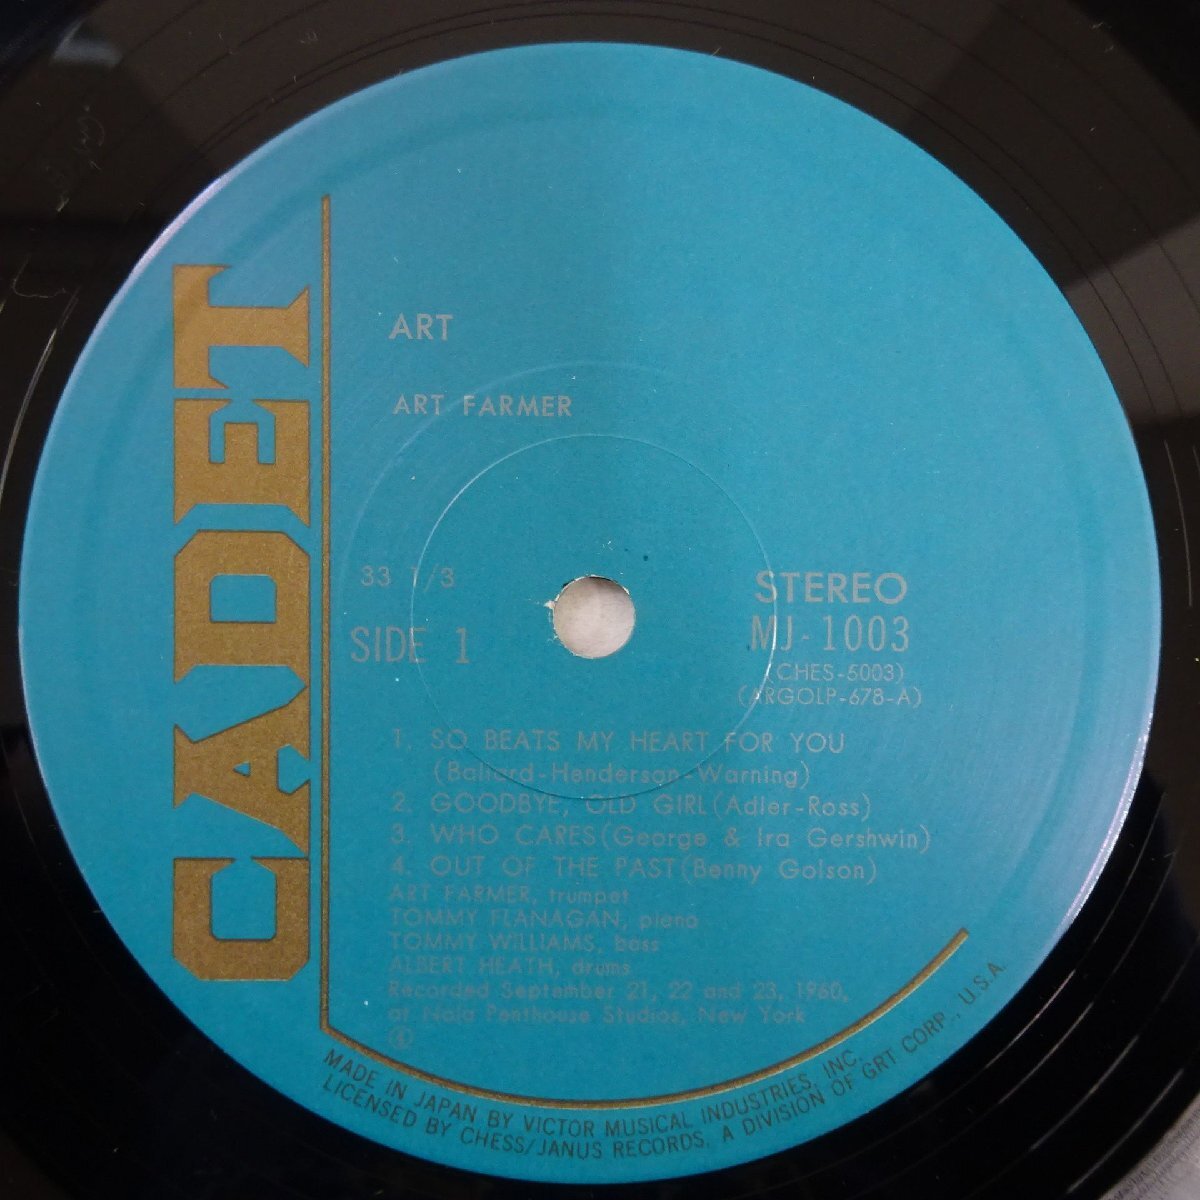 CADET
ART
ART FARMER
33 1/3
SIDE 1
STEREO
MJ-1003
(CHES-5003)
(ARGOLP-678-A)
1. SO BEATS MY HEART FOR YOU
(Ballard-Henderson-Warning)
2. GOODBYE, OLD GIRL(Adler-Ross)
3. WHO CARES(George & Ira Gershwin)
4. OUT OF THE PAST(Benny Golson)
ART FARMER, trumpet
TOMMY FLANAGAN, piano
TOMMY WILLIAMS, bass
ALBERT HEATH, drums
Recorded September 21, 22 and 23, 1960,
at Nola Penthouse Studios, New York
MADE IN JAPAN BY VICTOR MUSICAL INDUSTRIES, INC.
LICENSED BY CHESS/JANUS RECORDS, A DIVISION OF GRT CORP., U.S.A.